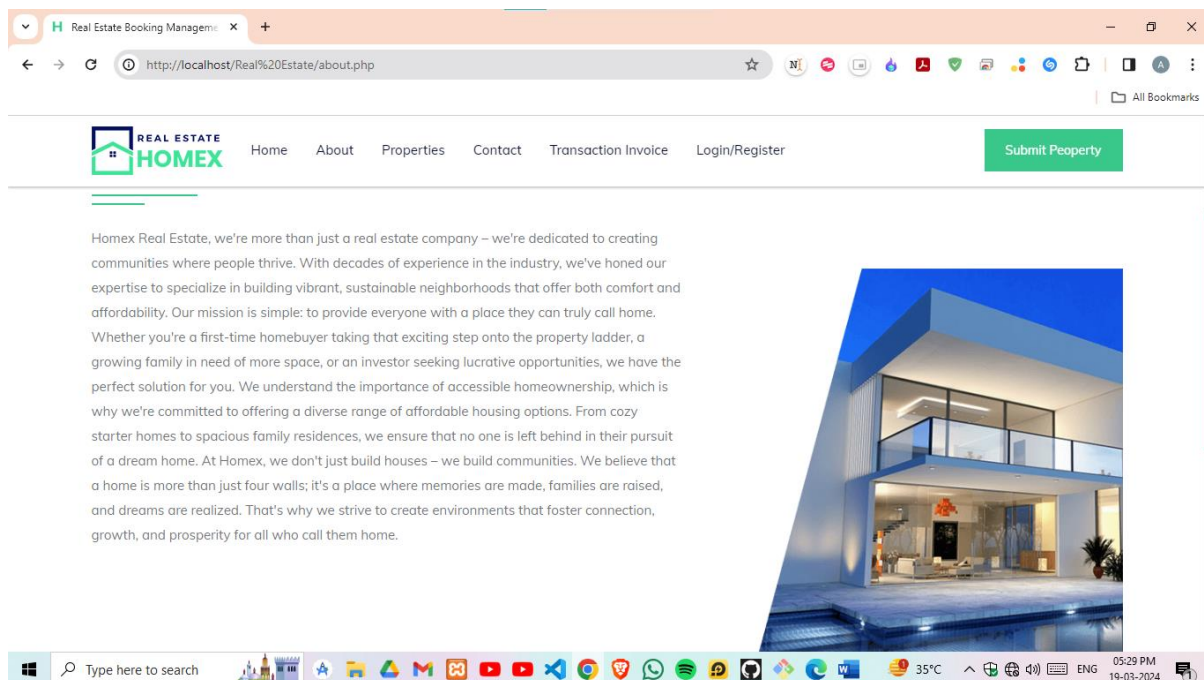 Real Estate Booking Manageme
http://localhost/Real%20Estate/about.php
All Bookmarks
REAL ESTATE
HOMEX
Home About Properties Contact Transaction Invoice Login/Register
Submit Peoperty
Homex Real Estate, we're more than just a real estate company – we're dedicated to creating
communities where people thrive. With decades of experience in the industry, we've honed our
expertise to specialize in building vibrant, sustainable neighborhoods that offer both comfort and
affordability. Our mission is simple: to provide everyone with a place they can truly call home.
Whether you're a first-time homebuyer taking that exciting step onto the property ladder, a
growing family in need of more space, or an investor seeking lucrative opportunities, we have the
perfect solution for you. We understand the importance of accessible homeownership, which is
why we're committed to offering a diverse range of affordable housing options. From cozy
starter homes to spacious family residences, we ensure that no one is left behind in their pursuit
of a dream home. At Homex, we don't just build houses – we build communities. We believe that
a home is more than just four walls; it's a place where memories are made, families are raised,
and dreams are realized. That's why we strive to create environments that foster connection,
growth, and prosperity for all who call them home.
Type here to search
35°C
ENG
05:29 PM
19-03-2024